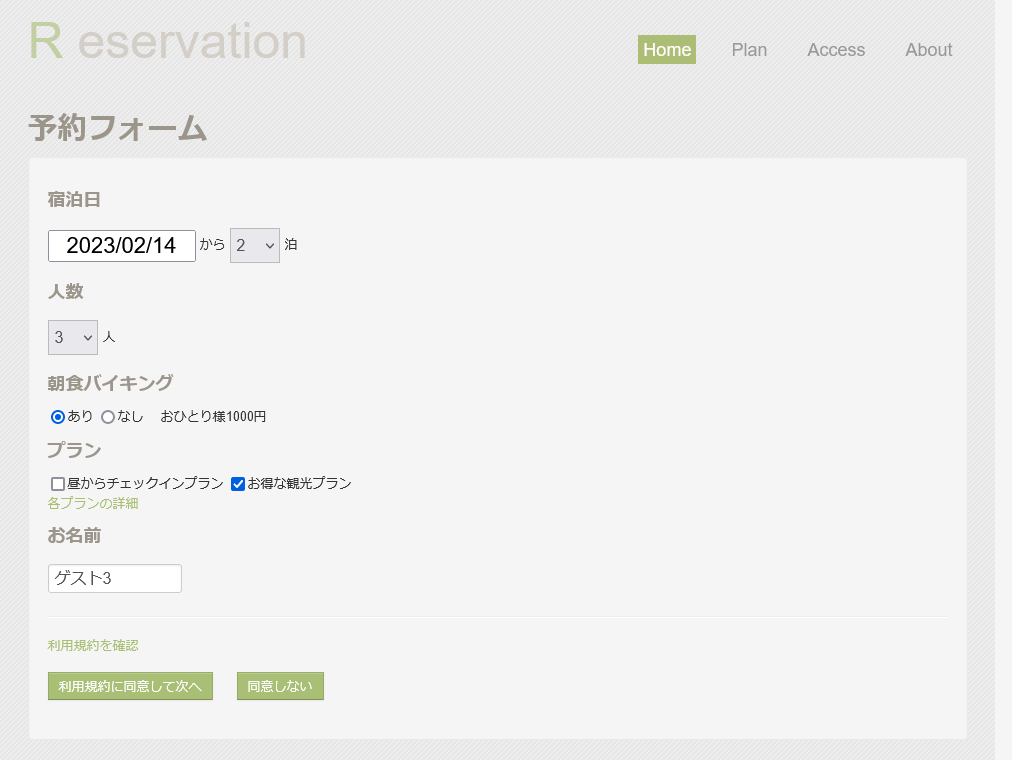 R eservation
Home Plan Access About
予約フォーム
宿泊日
2023/02/14 から 2 泊
人数
3 人
朝食バイキング
あり なし おひとり様1000円
プラン
昼からチェックインプラン お得な観光プラン
各プランの詳細
お名前
ゲスト3
利用規約を確認
利用規約に同意して次へ 同意しない